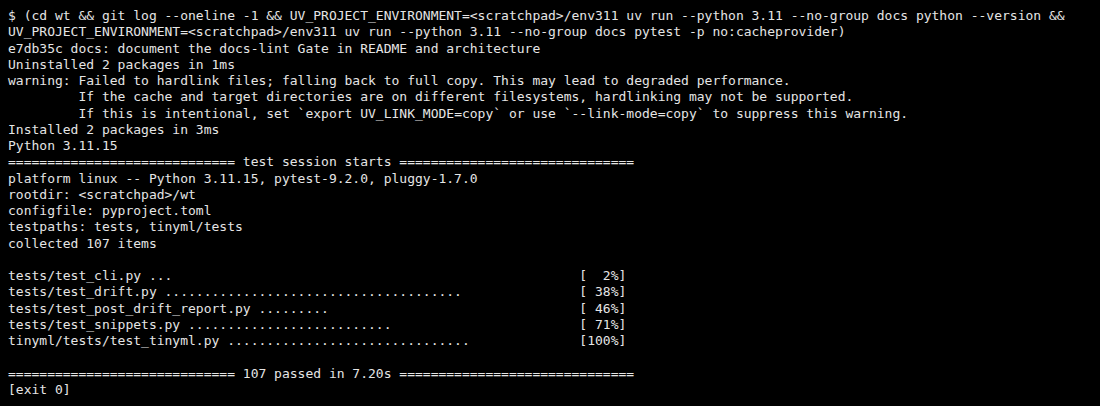 $ (cd wt && git log --oneline -1 && UV_PROJECT_ENVIRONMENT=<scratchpad>/env311 uv run --python 3.11 --no-group docs python --version &&
UV_PROJECT_ENVIRONMENT=<scratchpad>/env311 uv run --python 3.11 --no-group docs pytest -p no:cacheprovider)
e7db35c docs: document the docs-lint Gate in README and architecture
Uninstalled 2 packages in 1ms
warning: Failed to hardlink files; falling back to full copy. This may lead to degraded performance.
         If the cache and target directories are on different filesystems, hardlinking may not be supported.
         If this is intentional, set `export UV_LINK_MODE=copy` or use `--link-mode=copy` to suppress this warning.
Installed 2 packages in 3ms
Python 3.11.15
============================= test session starts ==============================
platform linux -- Python 3.11.15, pytest-9.2.0, pluggy-1.7.0
rootdir: <scratchpad>/wt
configfile: pyproject.toml
testpaths: tests, tinyml/tests
collected 107 items

tests/test_cli.py ...                                                    [  2%]
tests/test_drift.py ......................................               [ 38%]
tests/test_post_drift_report.py .........                                [ 46%]
tests/test_snippets.py ..........................                        [ 71%]
tinyml/tests/test_tinyml.py ...............................              [100%]

============================= 107 passed in 7.20s ==============================
[exit 0]